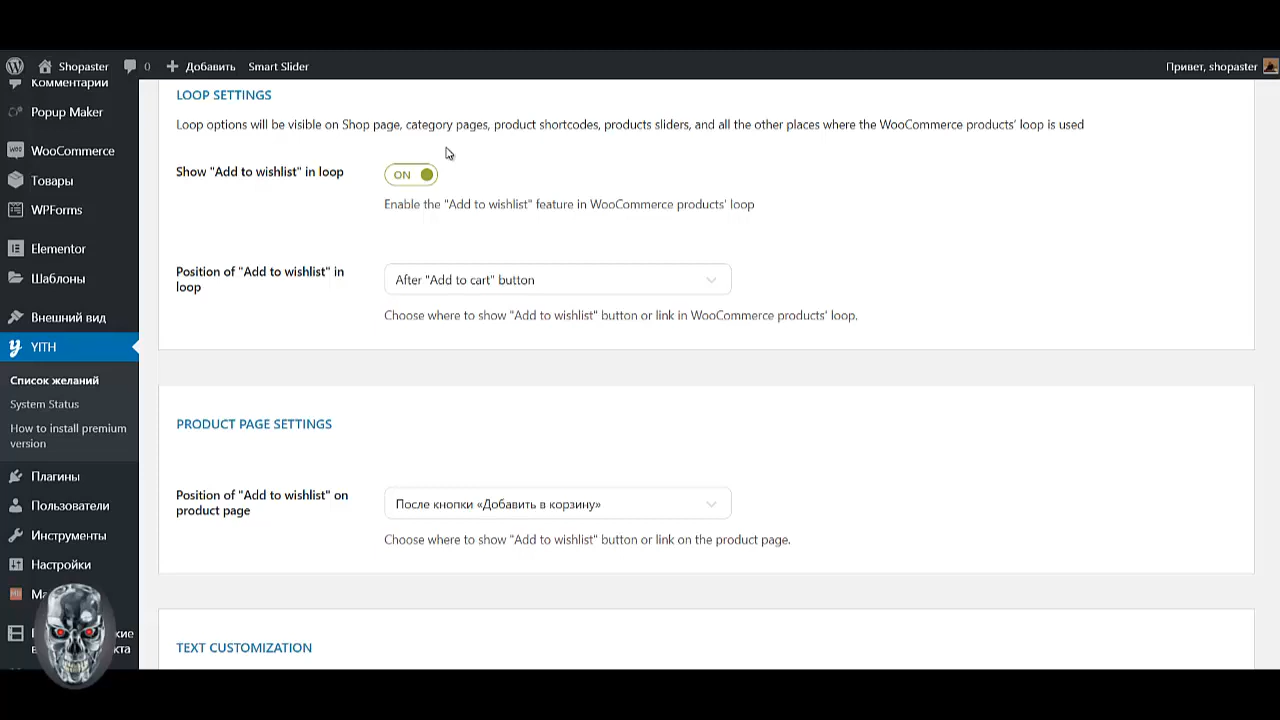 Shopaster 0 Добавить Smart Slider Привет, shopaster
Комментарии
Popup Maker
WooCommerce
Товары
WPForms
Elementor
Шаблоны
Внешний вид
YITH
Список желаний
System Status
How to install premium
version
Плагины
Пользователи
Инструменты
Настройки
LOOP SETTINGS
Loop options will be visible on Shop page, category pages, product shortcodes, products sliders, and all the other places where the WooCommerce products' loop is used
Show "Add to wishlist" in loop
ON
Enable the "Add to wishlist" feature in WooCommerce products' loop
Position of "Add to wishlist" in
loop
After "Add to cart" button
Choose where to show "Add to wishlist" button or link in WooCommerce products' loop.
PRODUCT PAGE SETTINGS
Position of "Add to wishlist" on
product page
После кнопки «Добавить в корзину»
Choose where to show "Add to wishlist" button or link on the product page.
TEXT CUSTOMIZATION